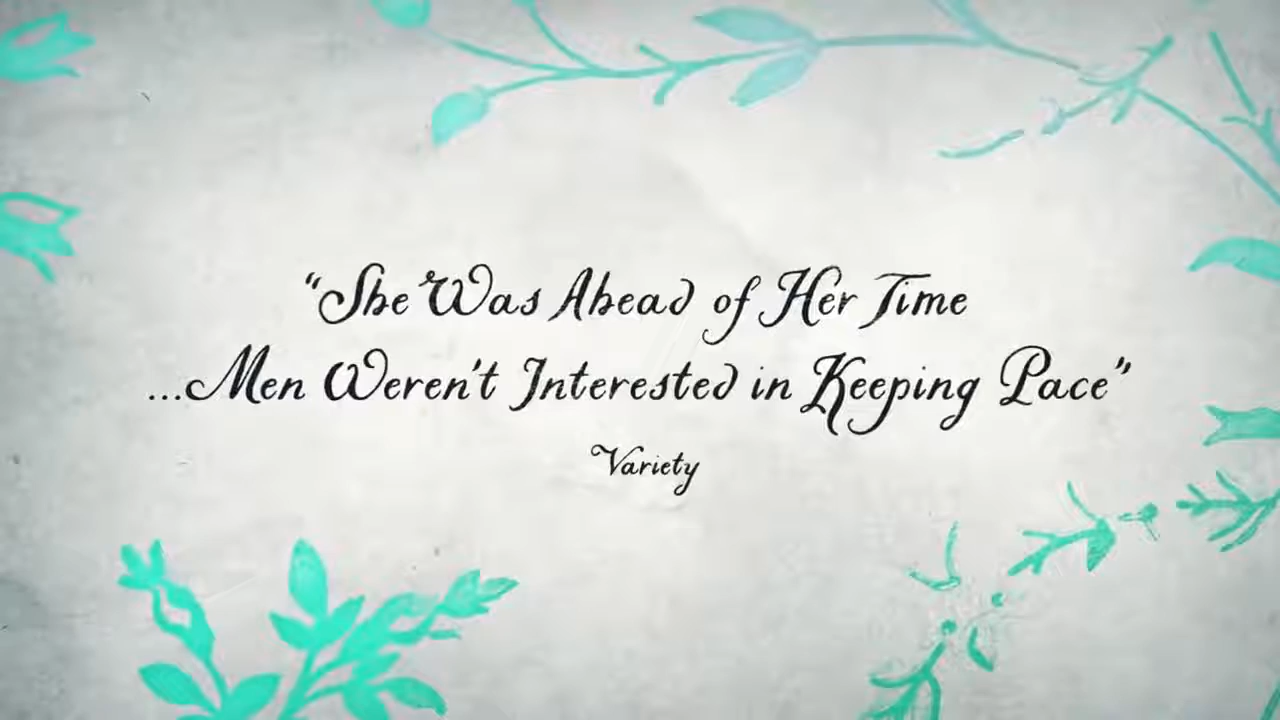 “She Was Ahead of Her Time
...Men Weren't Interested in Keeping Pace”
Variety